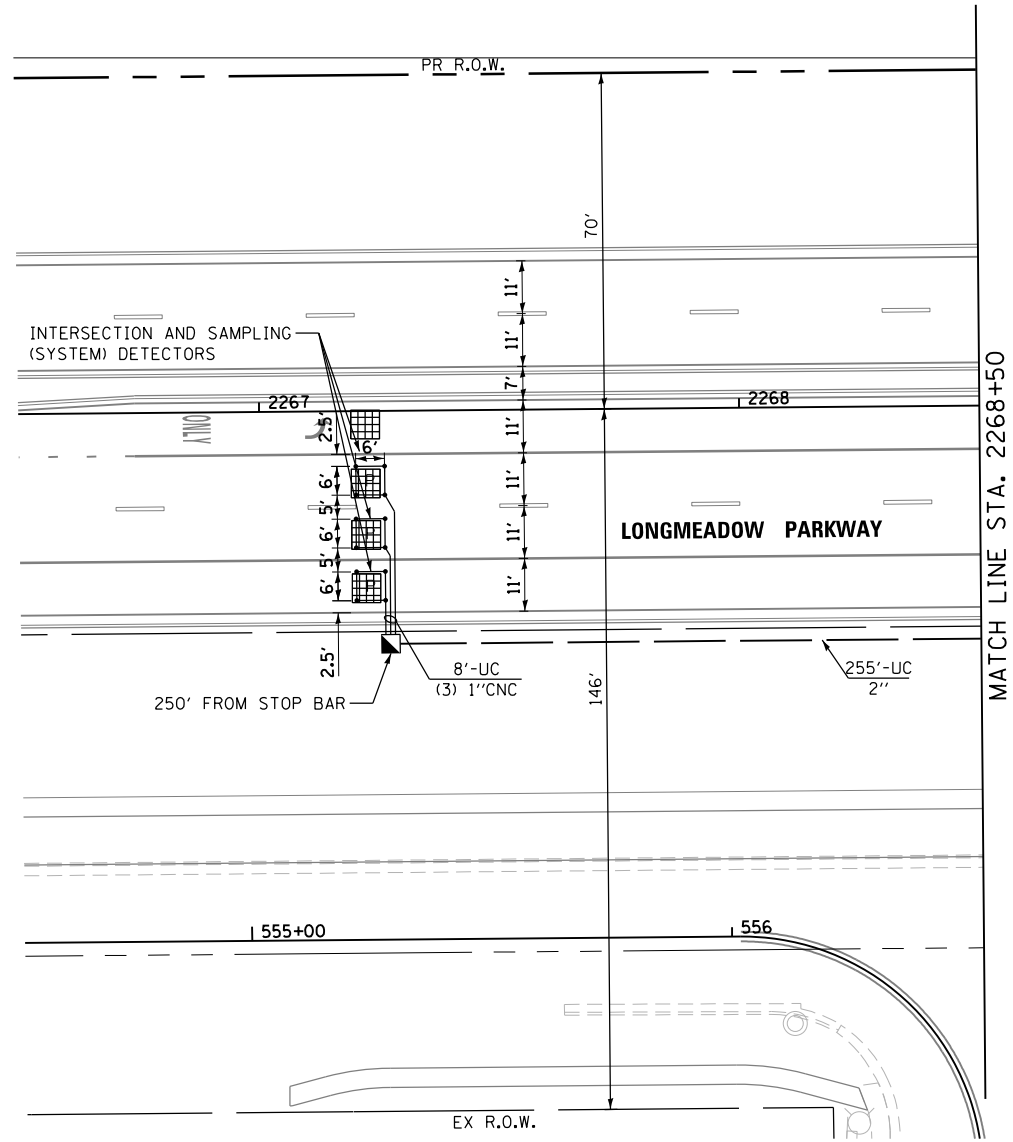 PR R.O.W.
70'
11'
11'
INTERSECTION AND SAMPLING
(SYSTEM) DETECTORS
7'
2267
2268
ONLY
2.5'
11'
6'
6'
P
5'
11'
6'
P
LONGMEADOW PARKWAY
5'
6'
P
11'
2.5'
8'-UC
(3) 1''CNC
255'-UC
2''
250' FROM STOP BAR
146'
MATCH LINE STA. 2268+50
555+00
556
EX R.O.W.